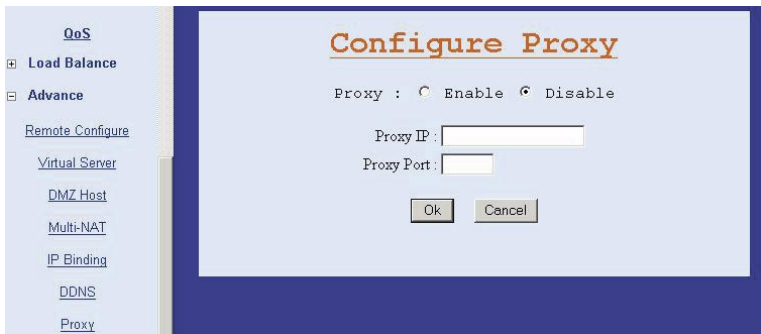 QoS
Load Balance
Advance
Remote Configure
Virtual Server
DMZ Host
Multi-NAT
IP Binding
DDNS
Proxy
Configure Proxy
Proxy : Enable Disable
Proxy IP :
Proxy Port :
Ok Cancel